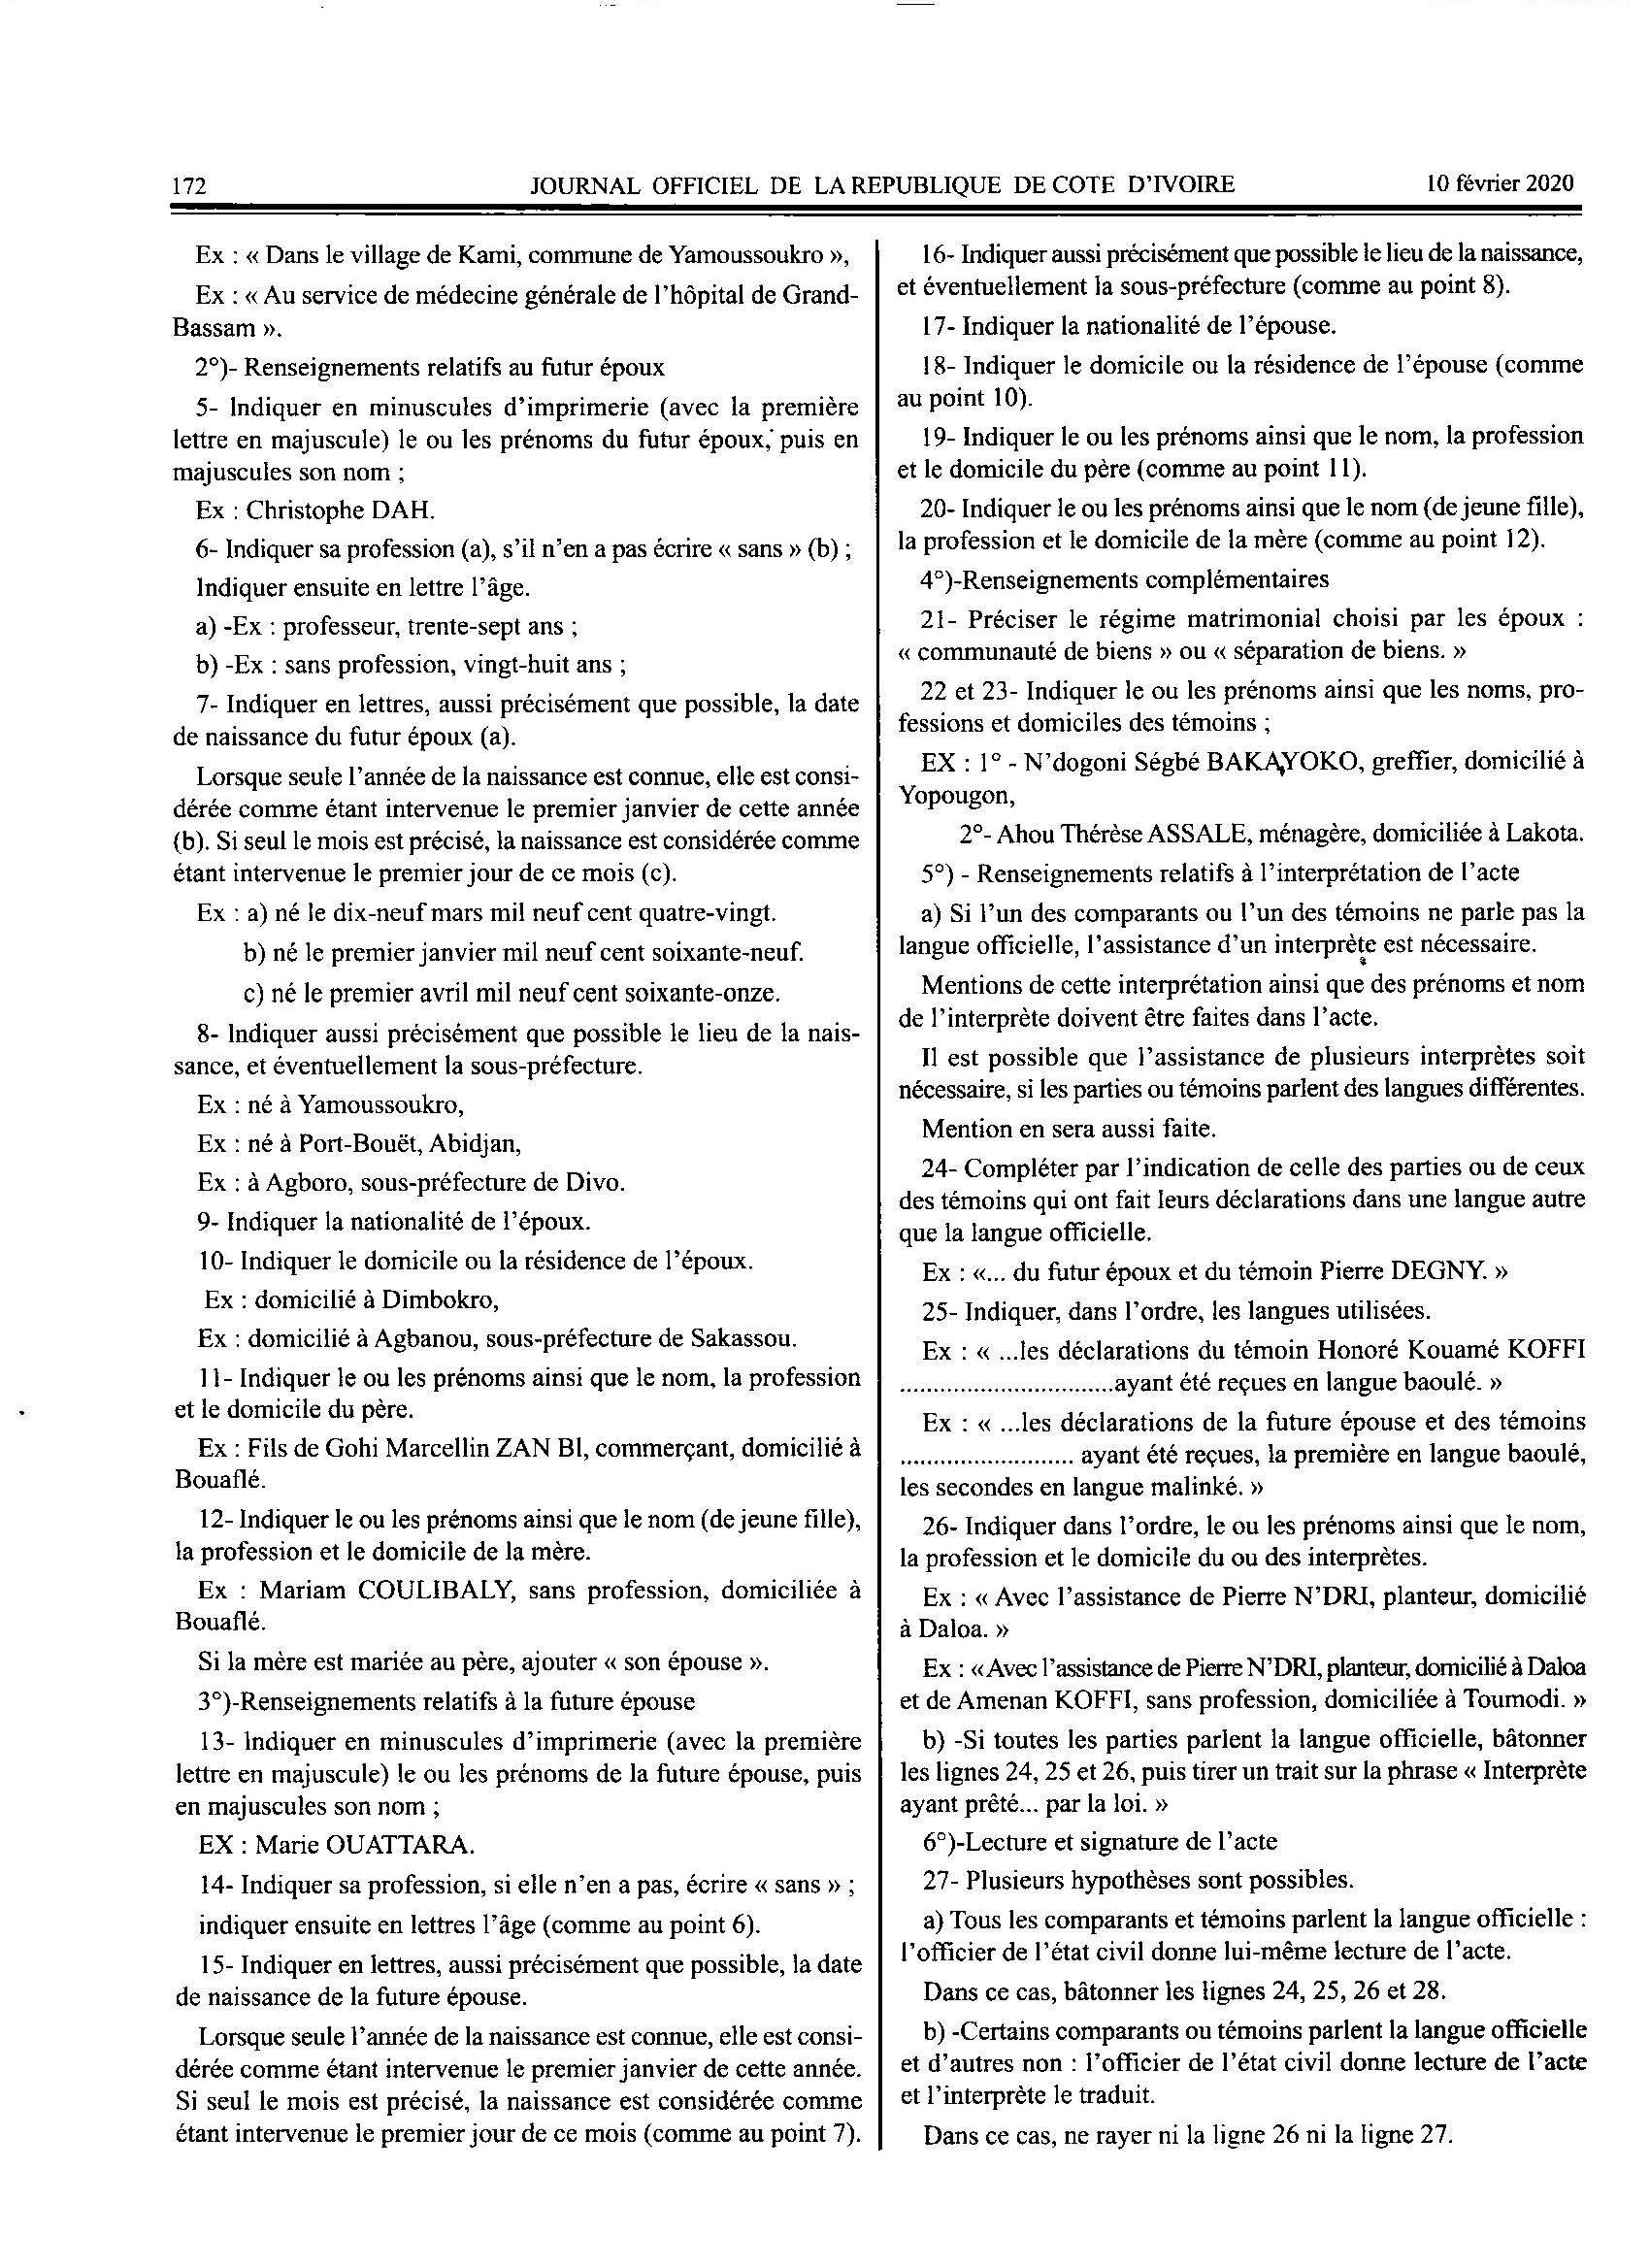 172
JOURNAL OFFICIEL DE LA REPUBLIQUE DE COTE D'IVOIRE
10 février 2020
Ex : « Dans le village de Kami, commune de Yamoussoukro »,
Ex : « Au service de médecine générale de l'hôpital de Grand-
Bassam ».
2°)- Renseignements relatifs au futur époux
5- Indiquer en minuscules d'imprimerie (avec la première
lettre en majuscule) le ou les prénoms du futur époux, puis en
majuscules son nom ;
Ex : Christophe DAH.
6- Indiquer sa profession (a), s'il n'en a pas écrire « sans » (b) ;
Indiquer ensuite en lettre l'âge.
a) -Ex : professeur, trente-sept ans ;
b) -Ex : sans profession, vingt-huit ans ;
7- Indiquer en lettres, aussi précisément que possible, la date
de naissance du futur époux (a).
Lorsque seule l'année de la naissance est connue, elle est consi-
dérée comme étant intervenue le premier janvier de cette année
(b). Si seul le mois est précisé, la naissance est considérée comme
étant intervenue le premier jour de ce mois (c).
Ex : a) né le dix-neuf mars mil neuf cent quatre-vingt.
b) né le premier janvier mil neuf cent soixante-neuf.
c) né le premier avril mil neuf cent soixante-onze.
8- Indiquer aussi précisément que possible le lieu de la nais-
sance, et éventuellement la sous-préfecture.
Ex : né à Yamoussoukro,
Ex : né à Port-Bouët, Abidjan,
Ex : à Agboro, sous-préfecture de Divo.
9- Indiquer la nationalité de l'époux.
10- Indiquer le domicile ou la résidence de l'époux.
Ex : domicilié à Dimbokro,
Ex : domicilié à Agbanou, sous-préfecture de Sakassou.
11- Indiquer le ou les prénoms ainsi que le nom, la profession
et le domicile du père.
Ex : Fils de Gohi Marcellin ZAN BI, commerçant, domicilié à
Bouaflé.
12- Indiquer le ou les prénoms ainsi que le nom (de jeune fille),
la profession et le domicile de la mère.
Ex : Mariam COULIBALY, sans profession, domiciliée à
Bouaflé.
Si la mère est mariée au père, ajouter « son épouse ».
3°)-Renseignements relatifs à la future épouse
13- Indiquer en minuscules d'imprimerie (avec la première
lettre en majuscule) le ou les prénoms de la future épouse, puis
en majuscules son nom ;
EX : Marie OUATTARA.
14- Indiquer sa profession, si elle n'en a pas, écrire « sans » ;
indiquer ensuite en lettres l'âge (comme au point 6).
15- Indiquer en lettres, aussi précisément que possible, la date
de naissance de la future épouse.
Lorsque seule l'année de la naissance est connue, elle est consi-
dérée comme étant intervenue le premier janvier de cette année.
Si seul le mois est précisé, la naissance est considérée comme
étant intervenue le premier jour de ce mois (comme au point 7).
16- Indiquer aussi précisément que possible le lieu de la naissance,
et éventuellement la sous-préfecture (comme au point 8).
17- Indiquer la nationalité de l'épouse.
18- Indiquer le domicile ou la résidence de l'épouse (comme
au point 10).
19- Indiquer le ou les prénoms ainsi que le nom, la profession
et le domicile du père (comme au point 11).
20- Indiquer le ou les prénoms ainsi que le nom (de jeune fille),
la profession et le domicile de la mère (comme au point 12).
4°)-Renseignements complémentaires
21- Préciser le régime matrimonial choisi par les époux :
« communauté de biens » ou « séparation de biens. »
22 et 23- Indiquer le ou les prénoms ainsi que les noms, pro-
fessions et domiciles des témoins ;
EX : 1° - N'dogoni Ségbé BAKAYOKO, greffier, domicilié à
Yopougon,
2°- Ahou Thérèse ASSALE, ménagère, domiciliée à Lakota.
5°) - Renseignements relatifs à l'interprétation de l'acte
a) Si l'un des comparants ou l'un des témoins ne parle pas la
langue officielle, l'assistance d'un interprète est nécessaire.
Mentions de cette interprétation ainsi que des prénoms et nom
de l'interprète doivent être faites dans l'acte.
Il est possible que l'assistance de plusieurs interprètes soit
nécessaire, si les parties ou témoins parlent des langues différentes.
Mention en sera aussi faite.
24- Compléter par l'indication de celle des parties ou de ceux
des témoins qui ont fait leurs déclarations dans une langue autre
que la langue officielle.
Ex : «... du futur époux et du témoin Pierre DEGNY. »
25- Indiquer, dans l'ordre, les langues utilisées.
Ex : « ...les déclarations du témoin Honoré Kouamé KOFFI
................................ayant été reçues en langue baoulé. »
Ex : « ...les déclarations de la future épouse et des témoins
.......................... ayant été reçues, la première en langue baoulé,
les secondes en langue malinké. »
26- Indiquer dans l'ordre, le ou les prénoms ainsi que le nom,
la profession et le domicile du ou des interprètes.
Ex : « Avec l'assistance de Pierre N'DRI, planteur, domicilié
à Daloa. »
Ex : «Avec l'assistance de Pierre N'DRI, planteur, domicilié à Daloa
et de Amenan KOFFI, sans profession, domiciliée à Toumodi. »
b) -Si toutes les parties parlent la langue officielle, bâtonner
les lignes 24, 25 et 26, puis tirer un trait sur la phrase « Interprète
ayant prêté... par la loi. »
6°)-Lecture et signature de l'acte
27- Plusieurs hypothèses sont possibles.
a) Tous les comparants et témoins parlent la langue officielle :
l'officier de l'état civil donne lui-même lecture de l'acte.
Dans ce cas, bâtonner les lignes 24, 25, 26 et 28.
b) -Certains comparants ou témoins parlent la langue officielle
et d'autres non : l'officier de l'état civil donne lecture de l'acte
et l'interprète le traduit.
Dans ce cas, ne rayer ni la ligne 26 ni la ligne 27.